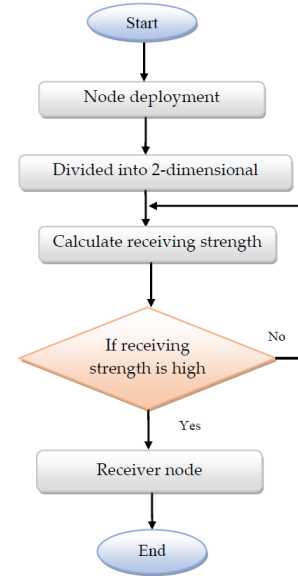 Start
Node deployment
Divided into 2-dimensional
Calculate receiving strength
If receiving
strength is high
No
Yes
Receiver node
End